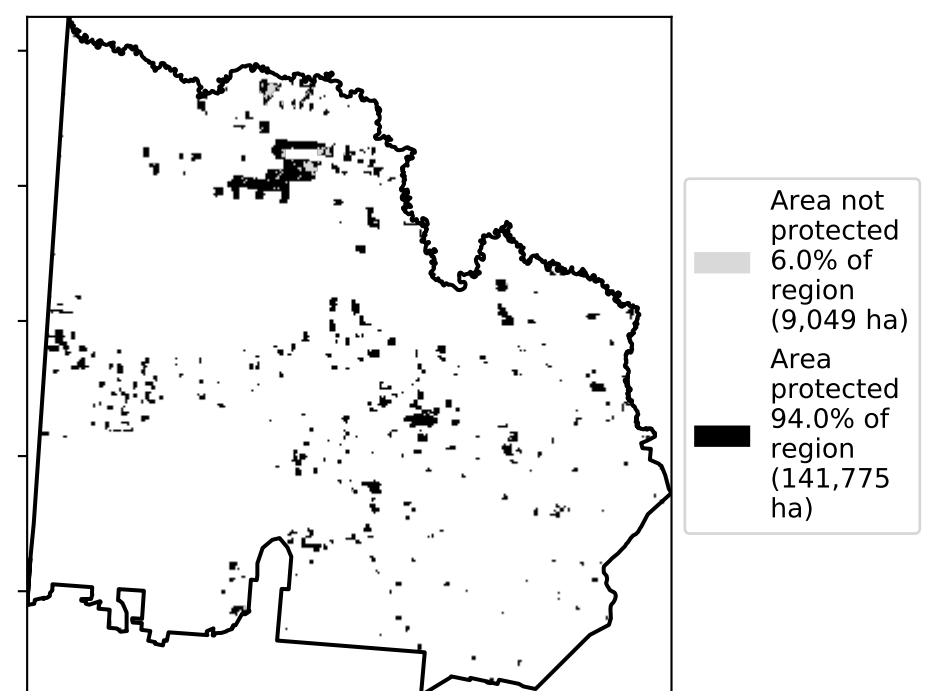 Area not
protected
6.0% of
region
(9,049 ha)
Area
protected
94.0% of
region
(141,775
ha)